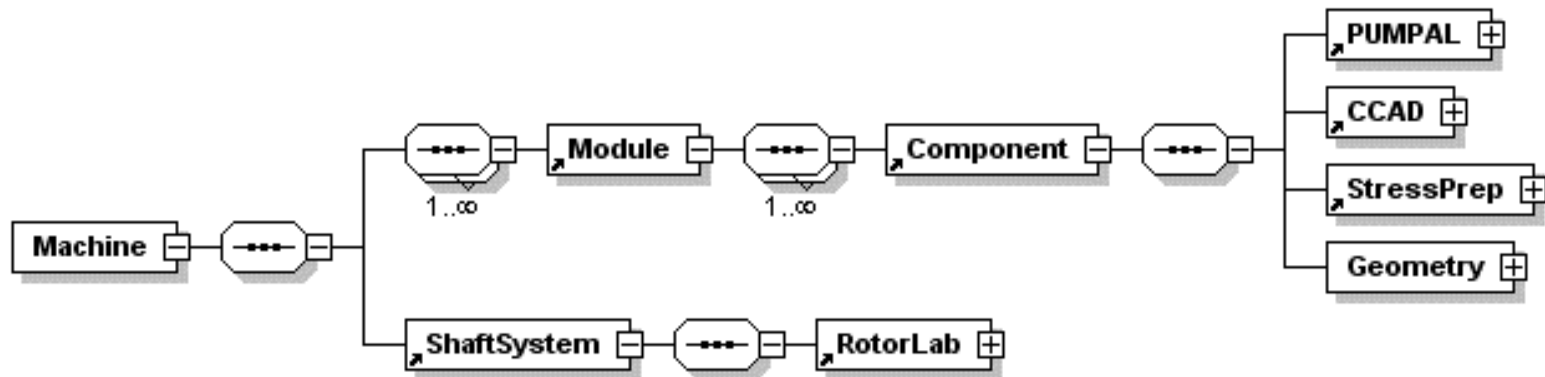 PUMPAL
CCAD
Module
Component
1..∞
1..∞
StressPrep
Machine
Geometry
ShaftSystem
RotorLab